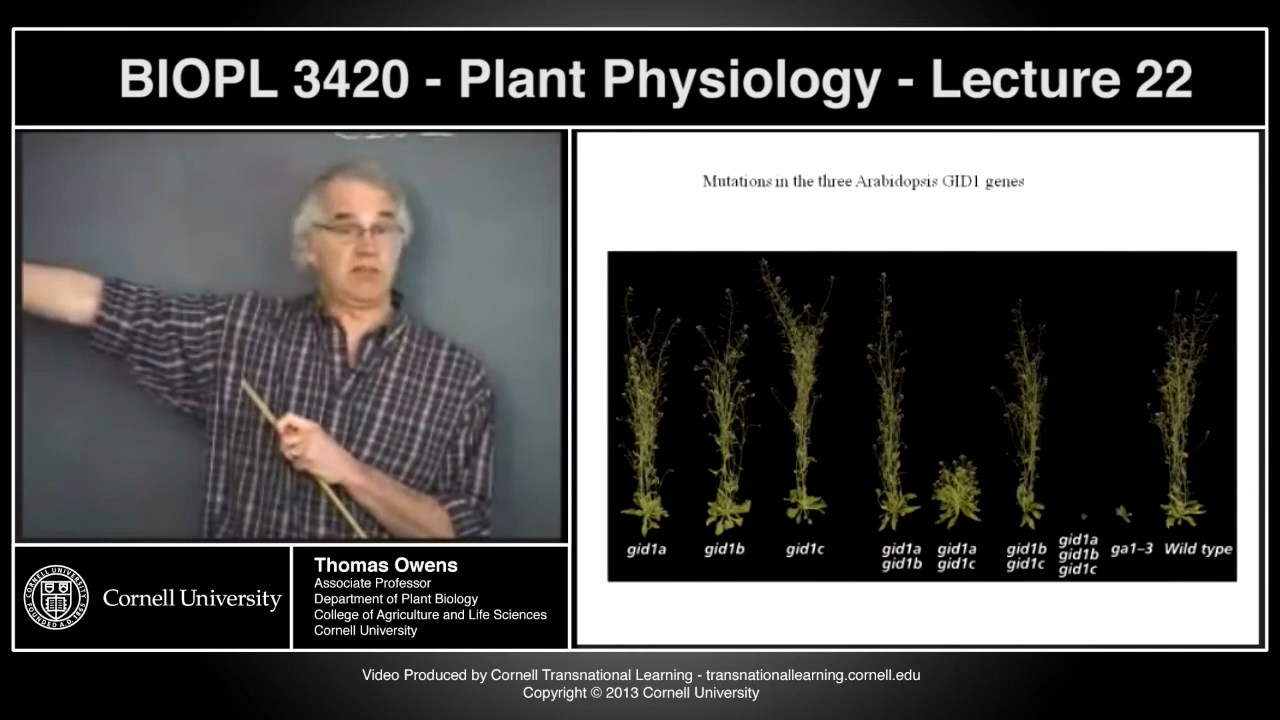 BIOPL 3420 - Plant Physiology - Lecture 22
Mutations in the three Arabidopsis GID1 genes
gid1a
gid1b
gid1c
gid1a
gid1b
gid1a
gid1c
gid1b
gid1c
gid1a
gid1b
gid1c
ga1–3
Wild type
Cornell University
Thomas Owens
Associate Professor
Department of Plant Biology
College of Agriculture and Life Sciences
Cornell University
Video Produced by Cornell Transnational Learning - transnationallearning.cornell.edu
Copyright © 2013 Cornell University